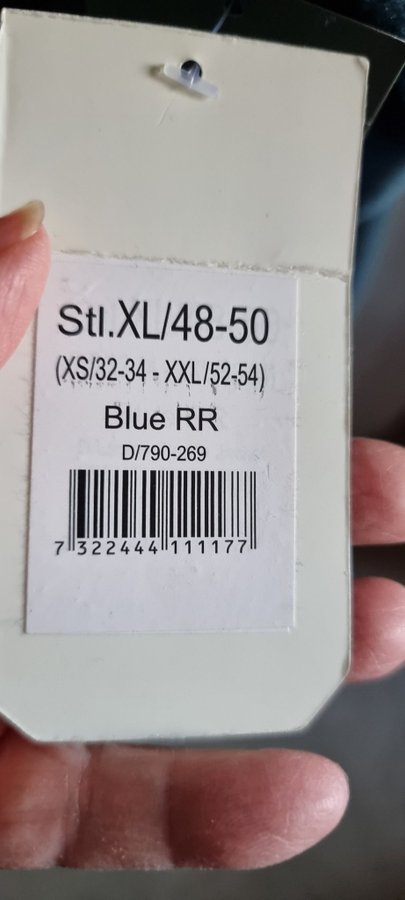 Stl.XL/48-50
(XS/32-34 - XXL/52-54)
Blue RR
D/790-269
7 322444 111177